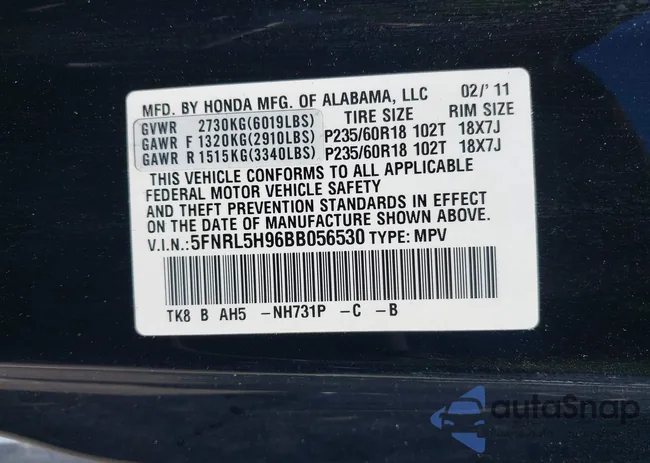 MFD. BY HONDA MFG. OF ALABAMA, LLC 02/' 11
GVWR 2730KG(6019LBS) TIRE SIZE RIM SIZE
GAWR F 1320KG(2910LBS) P235/60R18 102T 18X7J
GAWR R 1515KG(3340LBS) P235/60R18 102T 18X7J
THIS VEHICLE CONFORMS TO ALL APPLICABLE
FEDERAL MOTOR VEHICLE SAFETY
AND THEFT PREVENTION STANDARDS IN EFFECT
ON THE DATE OF MANUFACTURE SHOWN ABOVE.
V.I.N.:5FNRL5H96BB056530 TYPE: MPV
TK8 B AH5 -NH731P -C -B
autoSnap